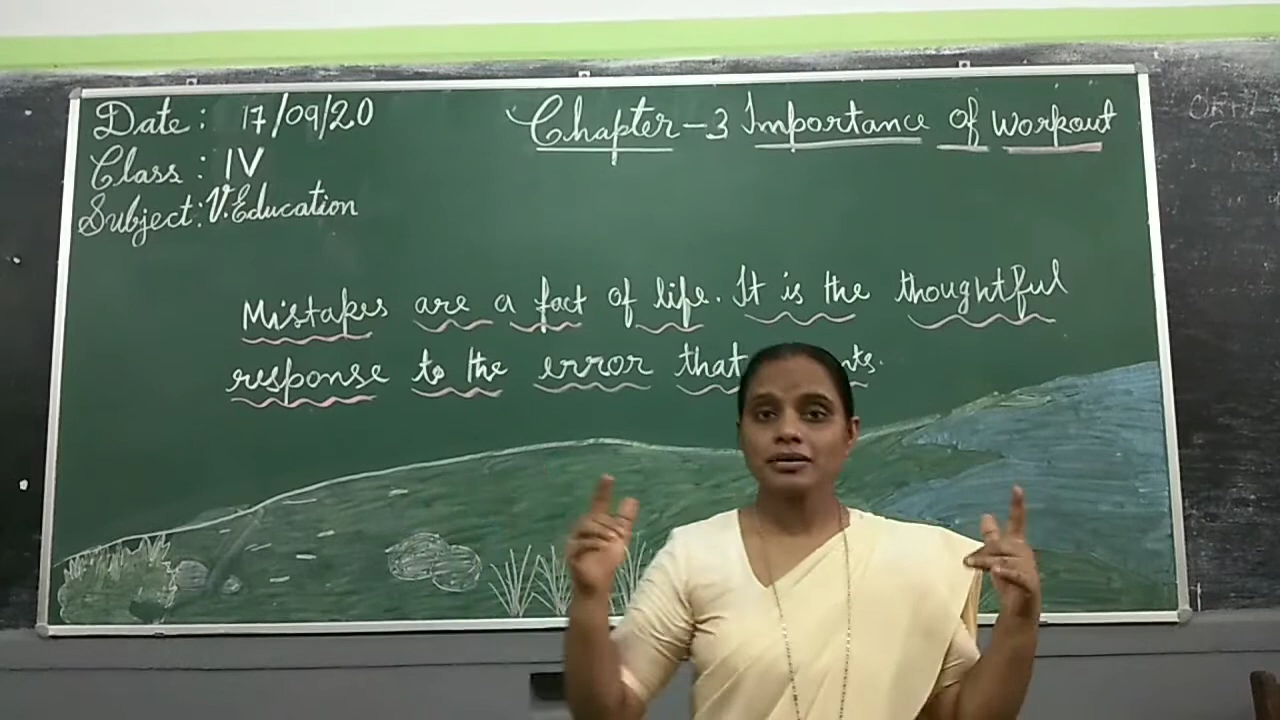 Date: 17/09/20
Chapter-3 Importance of Workout
Class: IV
Subject: V.Education
Mistakes are a fact of life. It is the thoughtful
response to the error that